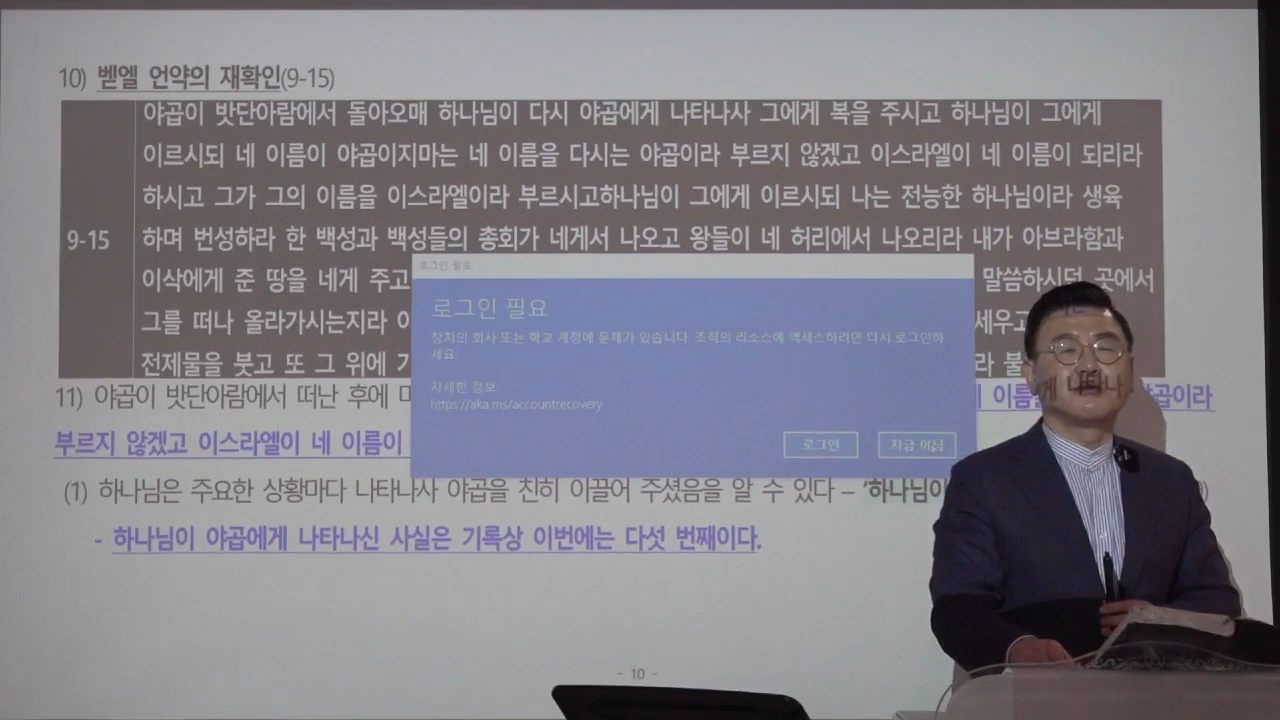 10) 벧엘 언약의 재확인(9-15)
야곱이 밧단아람에서 돌아오매 하나님이 다시 야곱에게 나타나사 그에게 복을 주시고 하나님이 그에게
이르시되 네 이름이 야곱이지마는 네 이름을 다시는 야곱이라 부르지 않겠고 이스라엘이 네 이름이 되리라
하시고 그가 그의 이름을 이스라엘이라 부르시고하나님이 그에게 이르시되 나는 전능한 하나님이라 생육
9-15 하며 번성하라 한 백성과 백성들의 총회가 네게서 나오고 왕들이 네 허리에서 나오리라 내가 아브라함과
이삭에게 준 땅을 네게 주고 말씀하시던 곳에서
그를 떠나 올라가시는지라 세우고
전제물을 붓고 또 그 위에
로그인 필요
로그인 필요
장치의 회사 또는 학교 계정에 문제가 있습니다. 조직의 리소스에 액세스하려면 다시 로그인하
세요.
자세한 정보:
https://aka.ms/accountrecovery
로그인 지금 아님
11) 야곱이 밧단아람에서 떠난 후에 야곱이라
부르지 않겠고 이스라엘이 네 이름이
(1) 하나님은 주요한 상황마다 나타나사 야곱을 친히 이끌어 주셨음을 알 수 있다 – ‘하나님이
- 하나님이 야곱에게 나타나신 사실은 기록상 이번에는 다섯 번째이다.
- 10 -